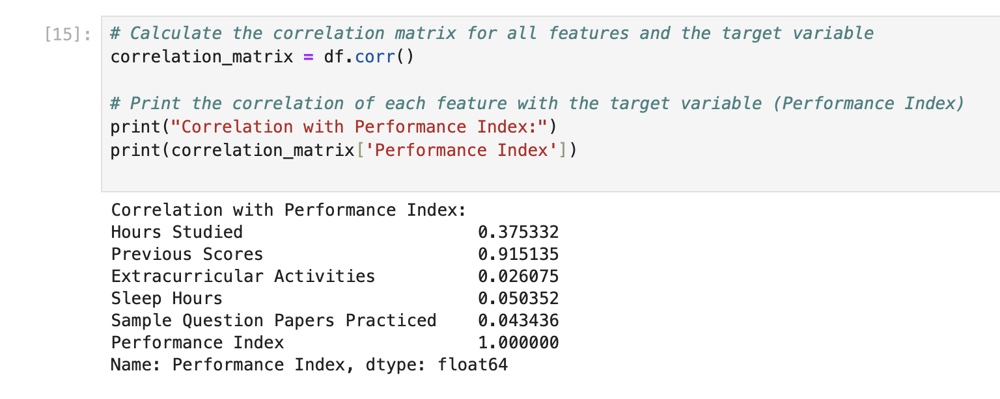 [15]:
# Calculate the correlation matrix for all features and the target variable
correlation_matrix = df.corr()
# Print the correlation of each feature with the target variable (Performance Index)
print("Correlation with Performance Index:")
print(correlation_matrix['Performance Index'])
Correlation with Performance Index:
Hours Studied                       0.375332
Previous Scores                     0.915135
Extracurricular Activities          0.026075
Sleep Hours                         0.050352
Sample Question Papers Practiced    0.043436
Performance Index                   1.000000
Name: Performance Index, dtype: float64